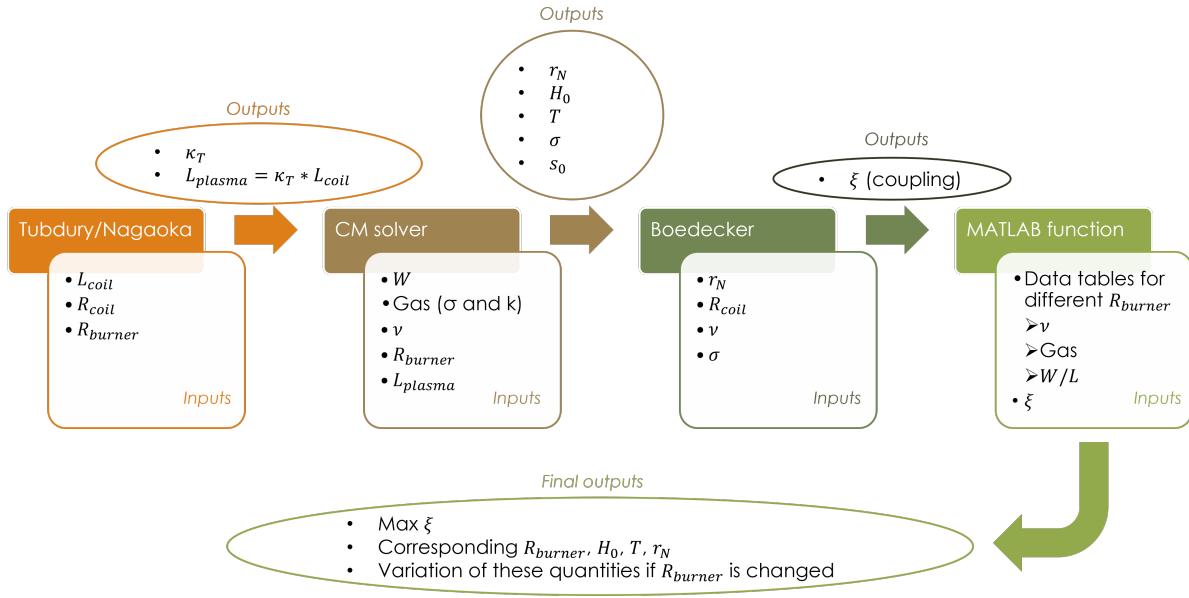 Outputs
• κ_T
• L_plasma = κ_T * L_coil
Outputs
• r_N
• H_0
• T
• σ
• s_0
Outputs
• ξ (coupling)
Tubdury/Nagaoka
• L_coil
• R_coil
• R_burner
Inputs
CM solver
• W
• Gas (σ and k)
• ν
• R_burner
• L_plasma
Inputs
Boedecker
• r_N
• R_coil
• ν
• σ
Inputs
MATLAB function
• Data tables for
different R_burner
➢ ν
➢ Gas
➢ W/L
• ξ
Inputs
Final outputs
• Max ξ
• Corresponding R_burner, H_0, T, r_N
• Variation of these quantities if R_burner is changed